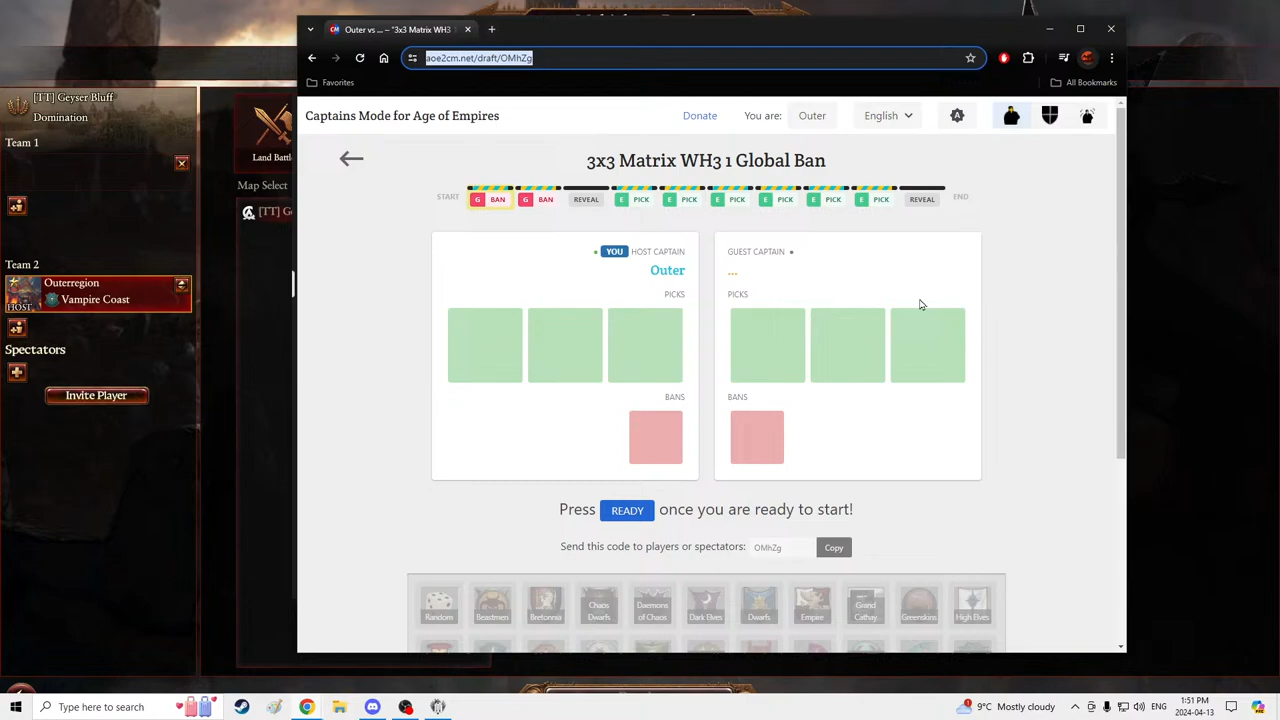 [TT] Geyser Bluff
Domination
Team 1
Team 2
Outerregion
HOST
Vampire Coast
Spectators
Invite Player
Map Select
[TT] G
Outer vs ... – "3x3 Matrix WH3 1
aoe2cm.net/draft/OMhZg
Favorites
All Bookmarks
Captains Mode for Age of Empires
Donate
You are:
Outer
English
3x3 Matrix WH3 1 Global Ban
START
G BAN
G BAN
REVEAL
E PICK
E PICK
E PICK
E PICK
E PICK
E PICK
REVEAL
END
YOU HOST CAPTAIN
Outer
PICKS
BANS
GUEST CAPTAIN
...
PICKS
BANS
Press READY once you are ready to start!
Send this code to players or spectators: OMhZg Copy
Random
Beastmen
Bretonnia
Chaos Dwarfs
Daemons of Chaos
Dark Elves
Dwarfs
Empire
Grand Cathay
Greenskins
High Elves
Type here to search
9°C Mostly cloudy
1:51 PM
2024-04-13